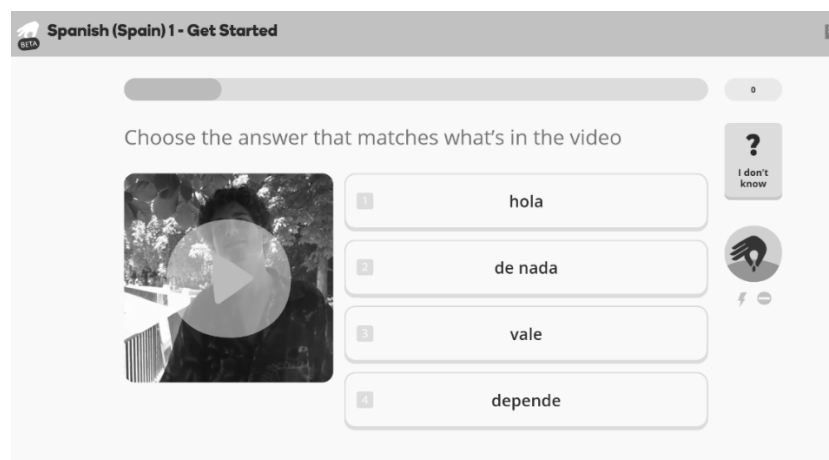 Spanish (Spain) 1 - Get Started
BETA
0
Choose the answer that matches what's in the video
?
I don't
know
1
hola
2
de nada
3
vale
4
depende